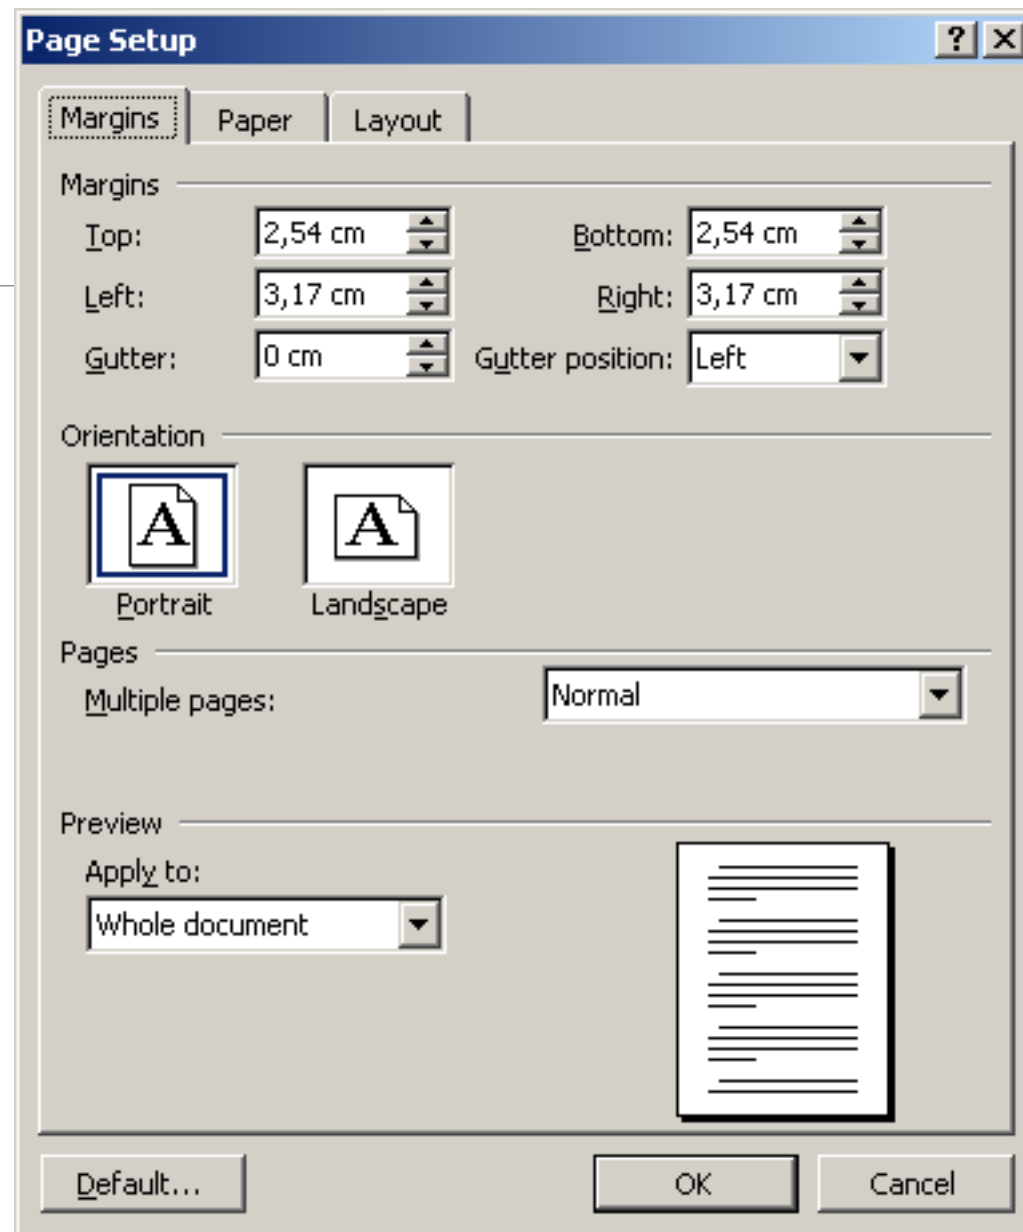 Page Setup
Margins Paper Layout
Margins
Top: 2,54 cm Bottom: 2,54 cm
Left: 3,17 cm Right: 3,17 cm
Gutter: 0 cm Gutter position: Left
Orientation
A A
Portrait Landscape
Pages
Multiple pages: Normal
Preview
Apply to:
Whole document
Default... OK Cancel